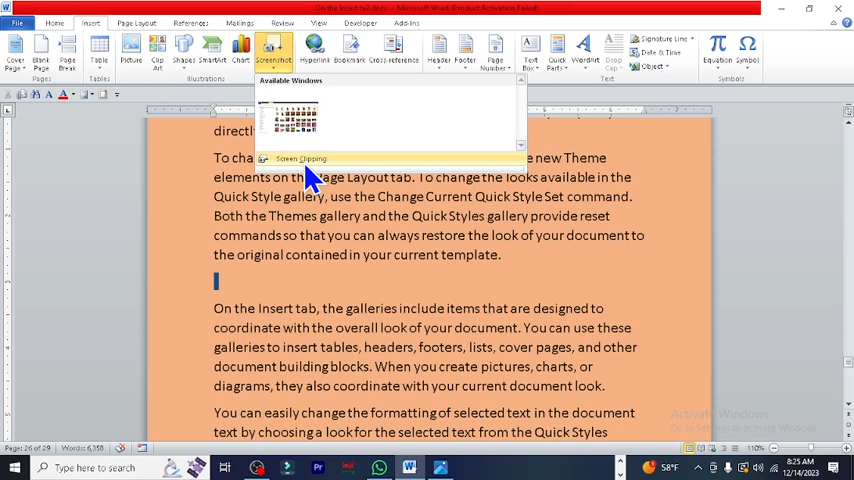 On the Insert ta2.docx - Microsoft Word (Product Activation Failed)
File Home Insert Page Layout References Mailings Review View Developer Add-Ins
Cover Page Blank Page Page Break Table Picture Clip Art Shapes SmartArt Chart Screenshot Hyperlink Bookmark Cross-reference Header Footer Page Number Text Box Quick Parts WordArt Drop Cap Signature Line Date & Time Object Equation Symbol
Pages Tables Illustrations Text Symbols
Available Windows
Screen Clipping
directly
To cha e new Theme
elements on the Page Layout tab. To change the looks available in the
Quick Style gallery, use the Change Current Quick Style Set command.
Both the Themes gallery and the Quick Styles gallery provide reset
commands so that you can always restore the look of your document to
the original contained in your current template.
On the Insert tab, the galleries include items that are designed to
coordinate with the overall look of your document. You can use these
galleries to insert tables, headers, footers, lists, cover pages, and other
document building blocks. When you create pictures, charts, or
diagrams, they also coordinate with your current document look.
You can easily change the formatting of selected text in the document
text by choosing a look for the selected text from the Quick Styles
Activate Windows
Go to Settings to activate Windows.
Page: 26 of 29 Words: 6,158 110%
Type here to search 58°F 8:25 AM
12/14/2023